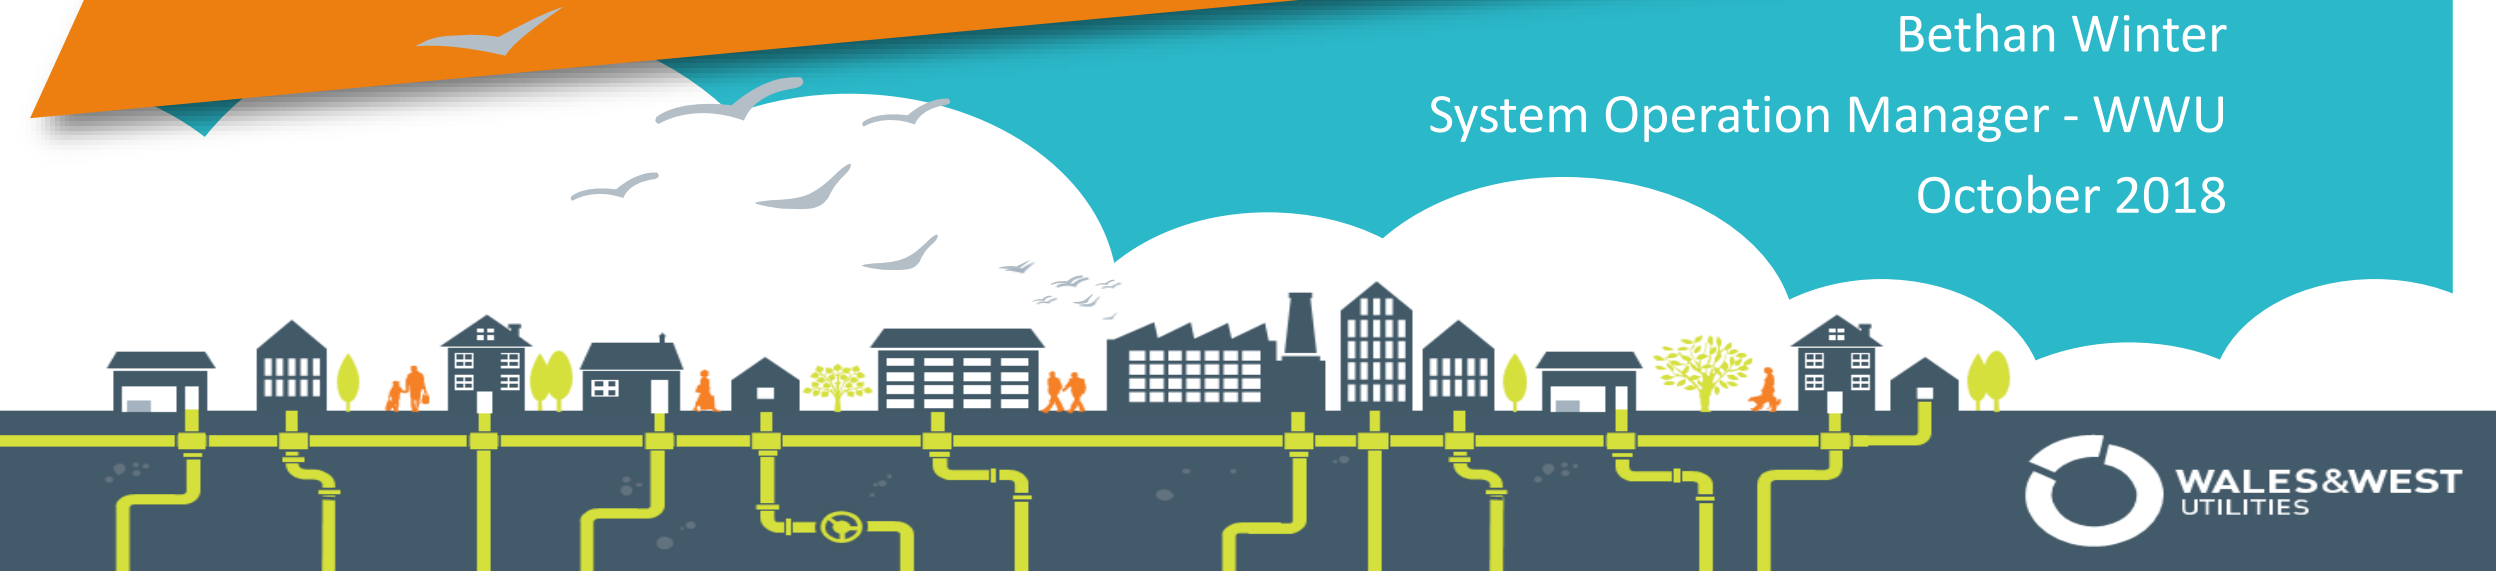 Bethan Winter
System Operation Manager - WWU
October 2018
WALES&WEST
UTILITIES